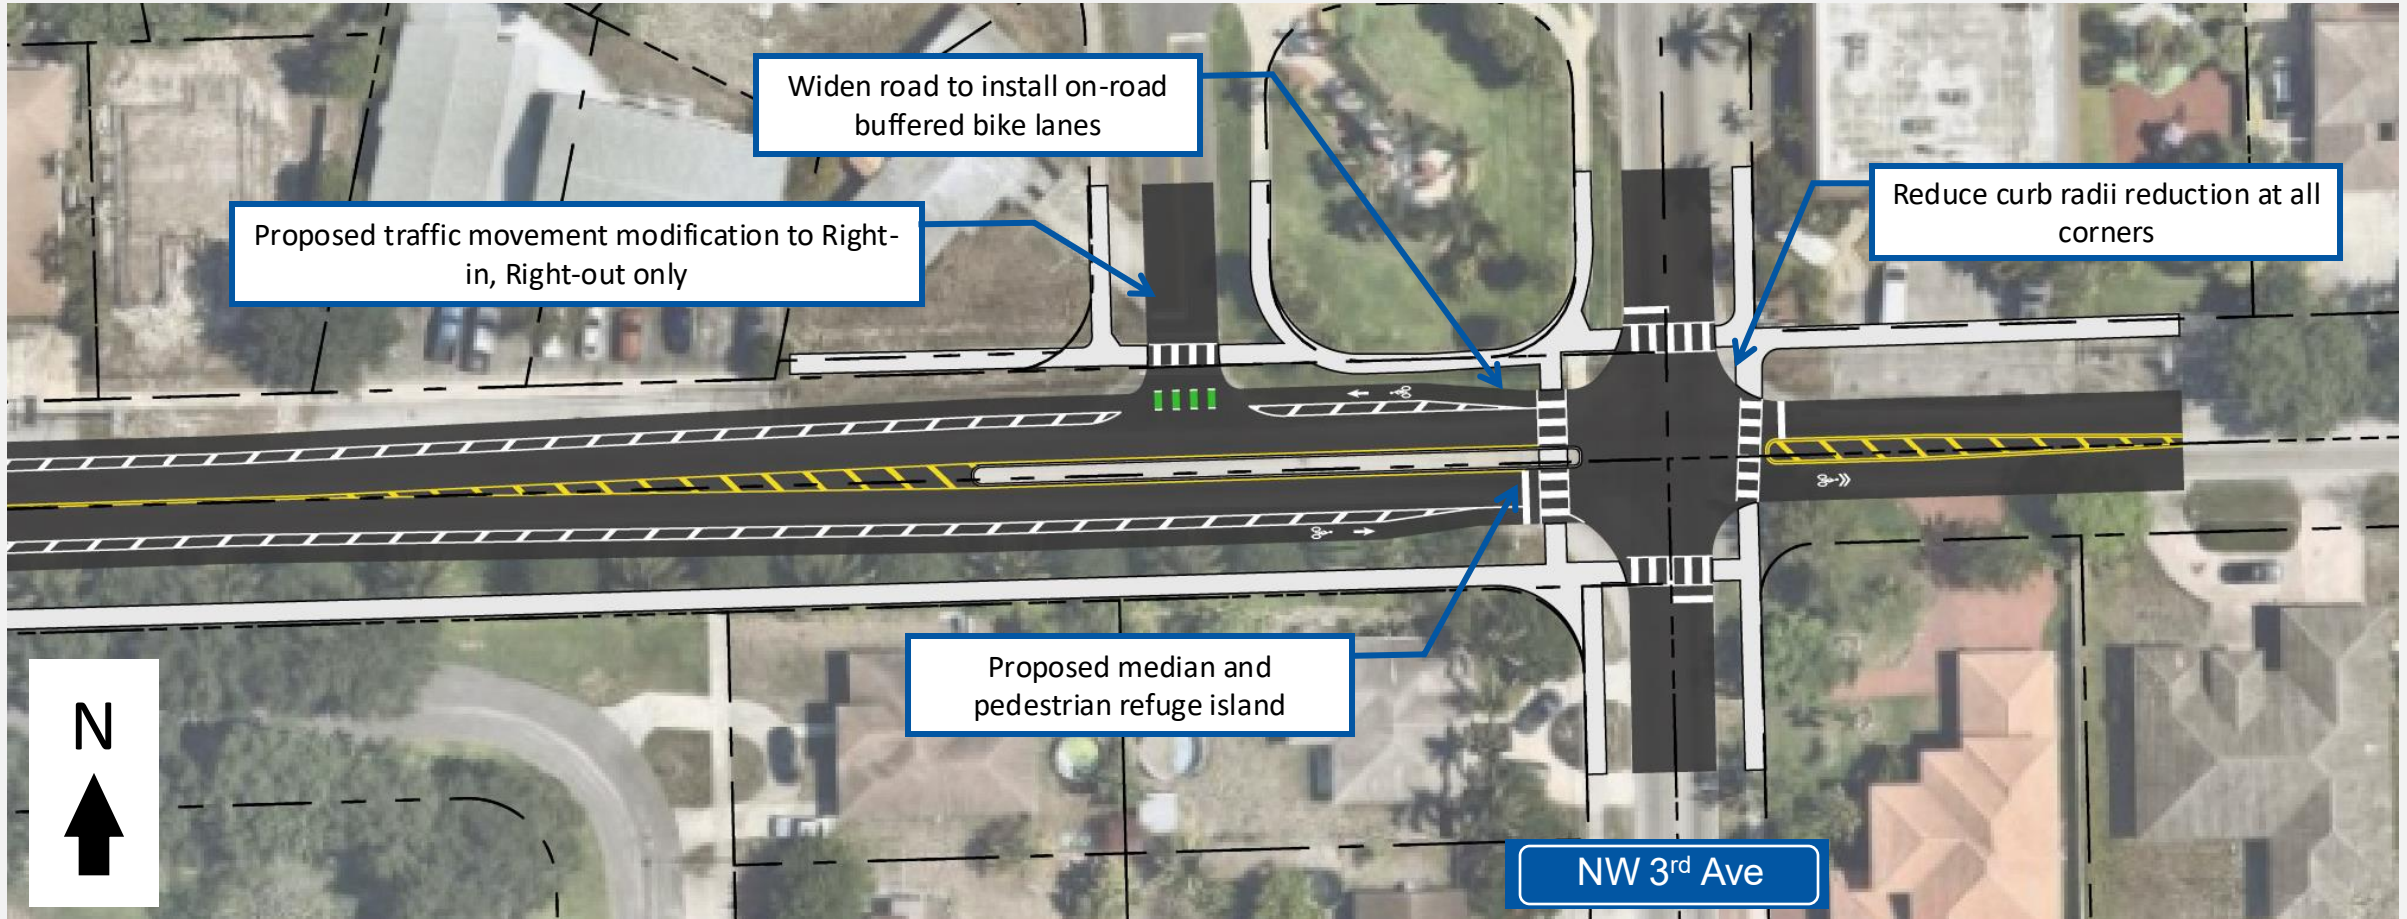 Widen road to install on-road
buffered bike lanes
Reduce curb radii reduction at all
corners
Proposed traffic movement modification to Right-
in, Right-out only
Proposed median and
pedestrian refuge island
N
NW 3rd Ave